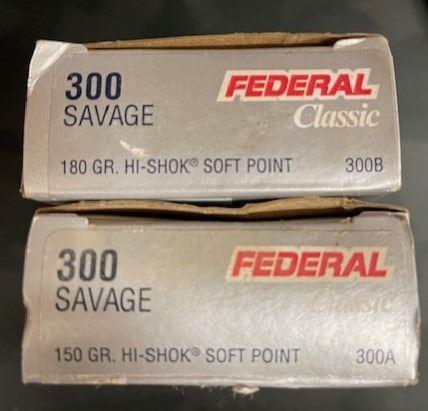 300 FEDERAL
SAVAGE Classic
180 GR. HI-SHOK® SOFT POINT 300B
300 FEDERAL
SAVAGE Classic
150 GR. HI-SHOK® SOFT POINT 300A